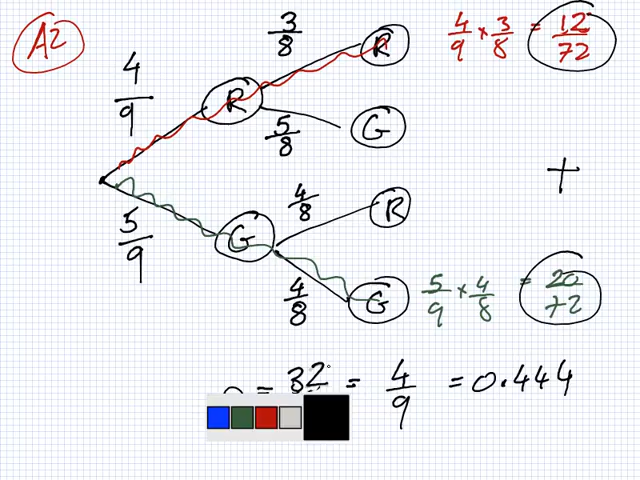 A2
3/8
R
4/9 × 3/8 = 12/72
4/9
R
5/8
G
+
5/9
4/8
R
G
4/8
G
5/9 × 4/8 = 20/72
= 32 = 4/9 = 0.444